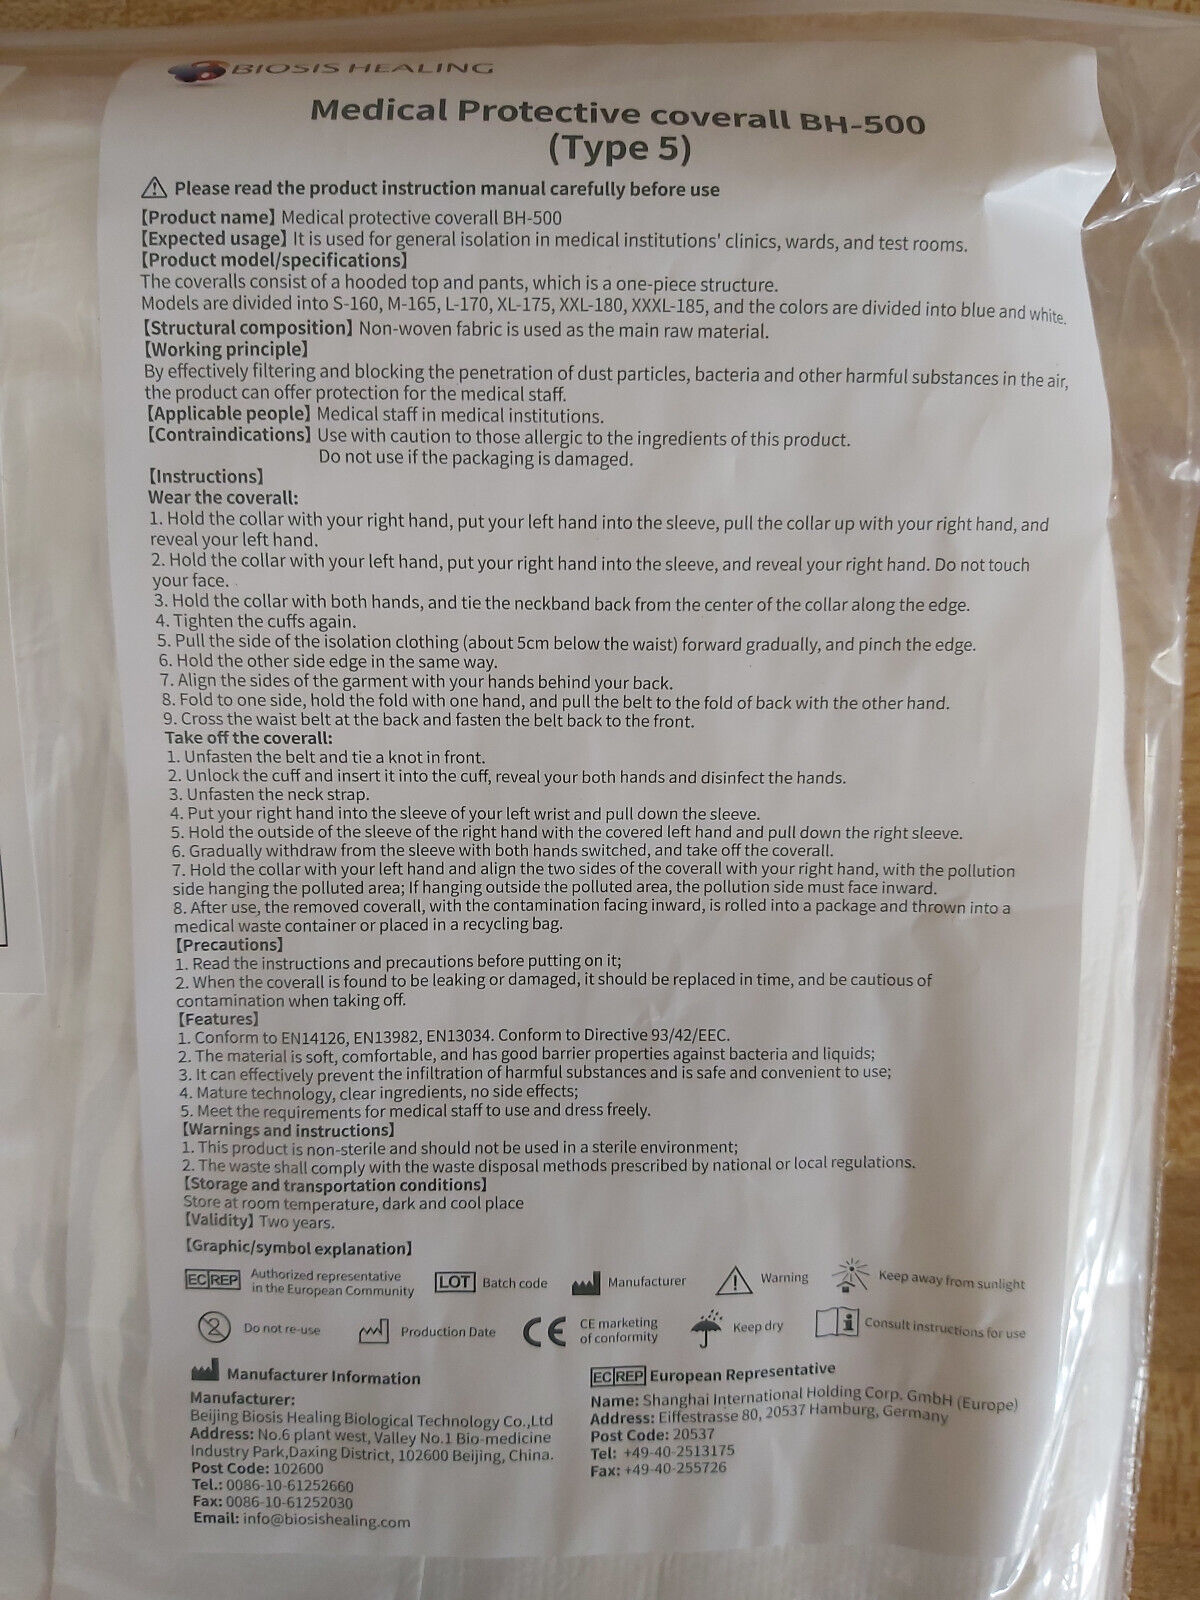 BIOSIS HEALING
Medical Protective coverall BH-500
(Type 5)
Please read the product instruction manual carefully before use
【Product name】 Medical protective coverall BH-500
【Expected usage】 It is used for general isolation in medical institutions' clinics, wards, and test rooms.
【Product model/specifications】
The coveralls consist of a hooded top and pants, which is a one-piece structure.
Models are divided into S-160, M-165, L-170, XL-175, XXL-180, XXXL-185, and the colors are divided into blue and white.
【Structural composition】 Non-woven fabric is used as the main raw material.
【Working principle】
By effectively filtering and blocking the penetration of dust particles, bacteria and other harmful substances in the air,
the product can offer protection for the medical staff.
【Applicable people】 Medical staff in medical institutions.
【Contraindications】 Use with caution to those allergic to the ingredients of this product.
Do not use if the packaging is damaged.
【Instructions】
Wear the coverall:
1. Hold the collar with your right hand, put your left hand into the sleeve, pull the collar up with your right hand, and
reveal your left hand.
2. Hold the collar with your left hand, put your right hand into the sleeve, and reveal your right hand. Do not touch
your face.
3. Hold the collar with both hands, and tie the neckband back from the center of the collar along the edge.
4. Tighten the cuffs again.
5. Pull the side of the isolation clothing (about 5cm below the waist) forward gradually, and pinch the edge.
6. Hold the other side edge in the same way.
7. Align the sides of the garment with your hands behind your back.
8. Fold to one side, hold the fold with one hand, and pull the belt to the fold of back with the other hand.
9. Cross the waist belt at the back and fasten the belt back to the front.
Take off the coverall:
1. Unfasten the belt and tie a knot in front.
2. Unlock the cuff and insert it into the cuff, reveal your both hands and disinfect the hands.
3. Unfasten the neck strap.
4. Put your right hand into the sleeve of your left wrist and pull down the sleeve.
5. Hold the outside of the sleeve of the right hand with the covered left hand and pull down the right sleeve.
6. Gradually withdraw from the sleeve with both hands switched, and take off the coverall.
7. Hold the collar with your left hand and align the two sides of the coverall with your right hand, with the pollution
side hanging the polluted area; If hanging outside the polluted area, the pollution side must face inward.
8. After use, the removed coverall, with the contamination facing inward, is rolled into a package and thrown into a
medical waste container or placed in a recycling bag.
【Precautions】
1. Read the instructions and precautions before putting on it;
2. When the coverall is found to be leaking or damaged, it should be replaced in time, and be cautious of
contamination when taking off.
【Features】
1. Conform to EN14126, EN13982, EN13034. Conform to Directive 93/42/EEC.
2. The material is soft, comfortable, and has good barrier properties against bacteria and liquids;
3. It can effectively prevent the infiltration of harmful substances and is safe and convenient to use;
4. Mature technology, clear ingredients, no side effects;
5. Meet the requirements for medical staff to use and dress freely.
【Warnings and instructions】
1. This product is non-sterile and should not be used in a sterile environment;
2. The waste shall comply with the waste disposal methods prescribed by national or local regulations.
【Storage and transportation conditions】
Store at room temperature, dark and cool place
【Validity】 Two years.
【Graphic/symbol explanation】
EC REP Authorized representative in the European Community LOT Batch code Manufacturer Warning Keep away from sunlight
2 Do not re-use Production Date CE CE marketing of conformity Keep dry i Consult instructions for use
Manufacturer Information
Manufacturer:
Beijing Biosis Healing Biological Technology Co.,Ltd
Address: No.6 plant west, Valley No.1 Bio-medicine
Industry Park,Daxing District, 102600 Beijing, China.
Post Code: 102600
Tel.: 0086-10-61252660
Fax: 0086-10-61252030
Email: info@biosishealing.com
EC REP European Representative
Name: Shanghai International Holding Corp. GmbH (Europe)
Address: Eiffestrasse 80, 20537 Hamburg, Germany
Post Code: 20537
Tel: +49-40-2513175
Fax: +49-40-255726